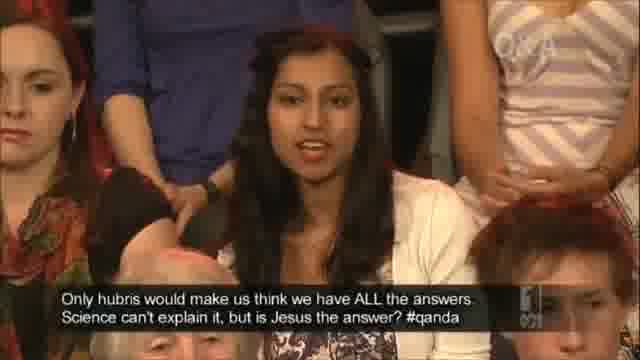 Q&A
Only hubris would make us think we have ALL the answers.
Science can't explain it, but is Jesus the answer? #qanda